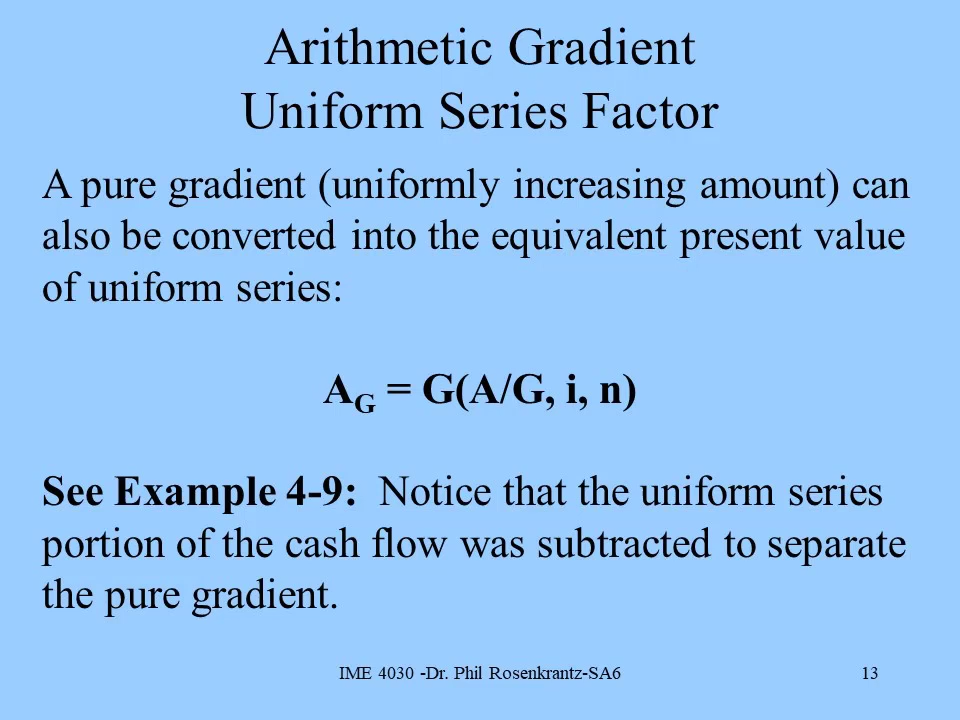 Arithmetic Gradient
Uniform Series Factor
A pure gradient (uniformly increasing amount) can
also be converted into the equivalent present value
of uniform series:
A_G = G(A/G, i, n)
See Example 4-9: Notice that the uniform series
portion of the cash flow was subtracted to separate
the pure gradient.
IME 4030 -Dr. Phil Rosenkrantz-SA6
13